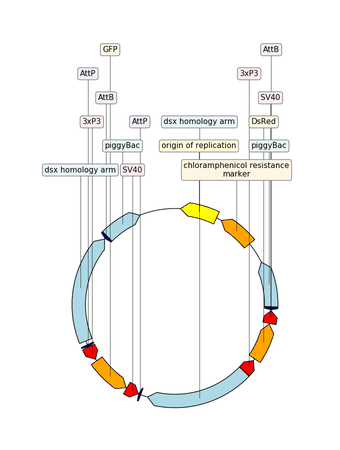 GFP
AttB
AttP
3xP3
AttB
SV40
3xP3
AttP
dsx homology arm
DsRed
piggyBac
origin of replication
piggyBac
dsx homology arm
SV40
chloramphenicol resistance
marker